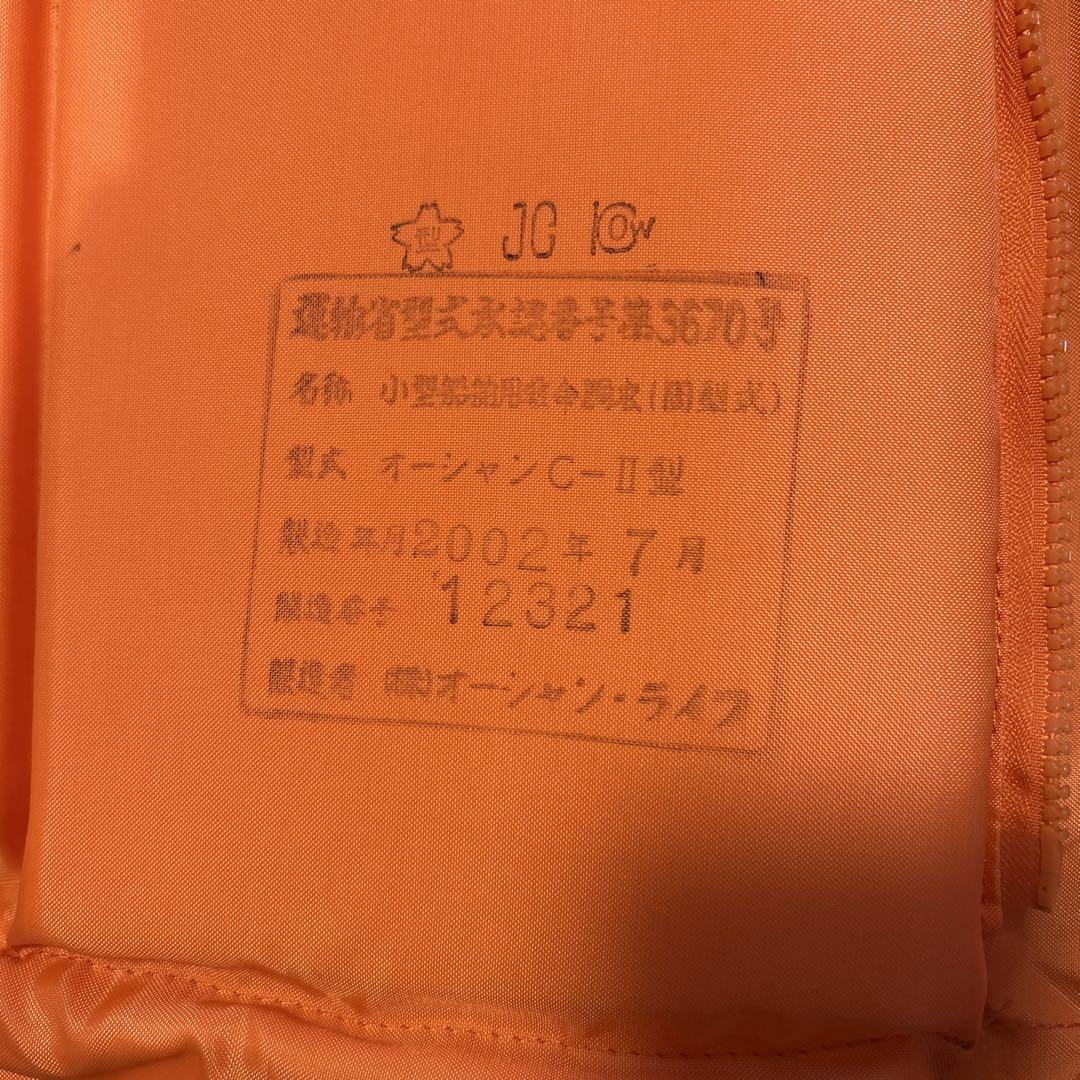 型 JC
運輸省型式承認番号第3670号
名称 小型船舶用救命胴衣(固型式)
型式 オーシャンC-II型
製造年月2002年 7月
製造番号 12321
製造者 (株)オーシャン・ライフ